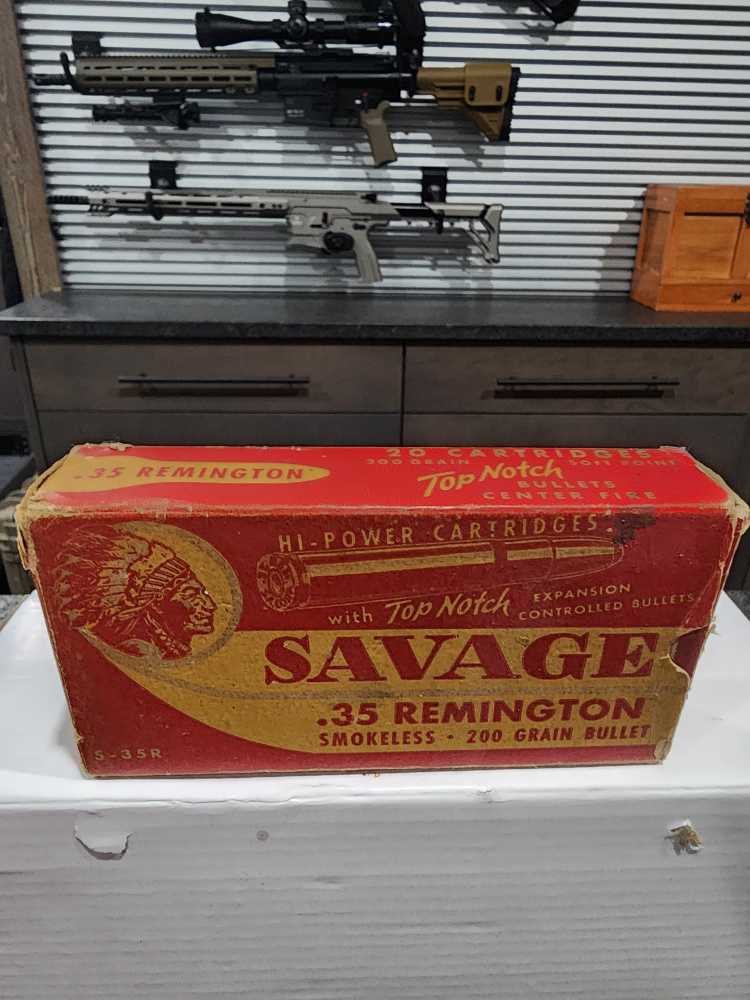 .35 REMINGTON
20 CARTRIDGES
200 GRAIN SOFT POINT
Top Notch
BULLETS
CENTER FIRE
HI-POWER CARTRIDGES
with Top Notch EXPANSION
CONTROLLED BULLETS
SAVAGE
.35 REMINGTON
SMOKELESS · 200 GRAIN BULLET
S-35R